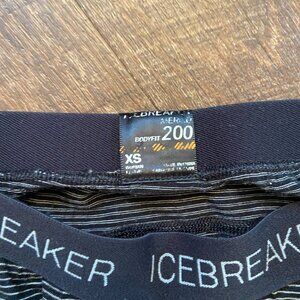 ICEBREAKER
MERINO
BODYFIT 200
XS
EAKER ICEBREAKER